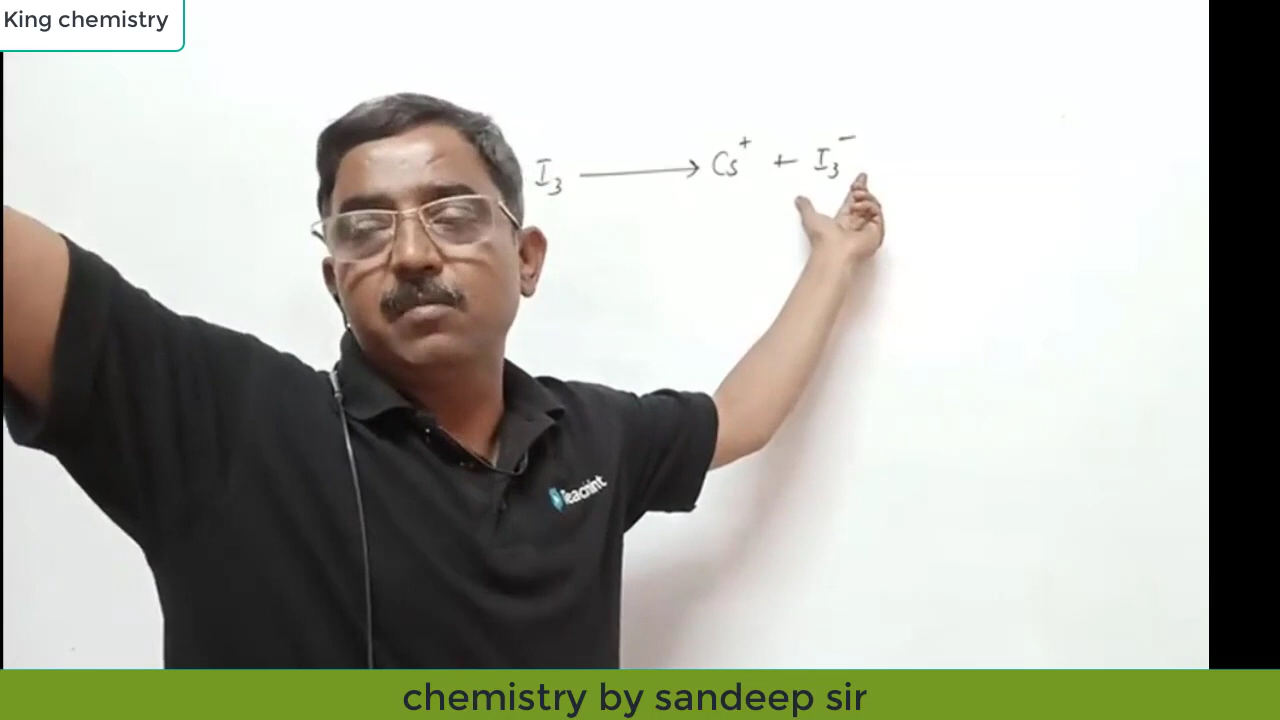 King chemistry
I₃ ⟶ Cs⁺ + I₃⁻
Teachint
chemistry by sandeep sir